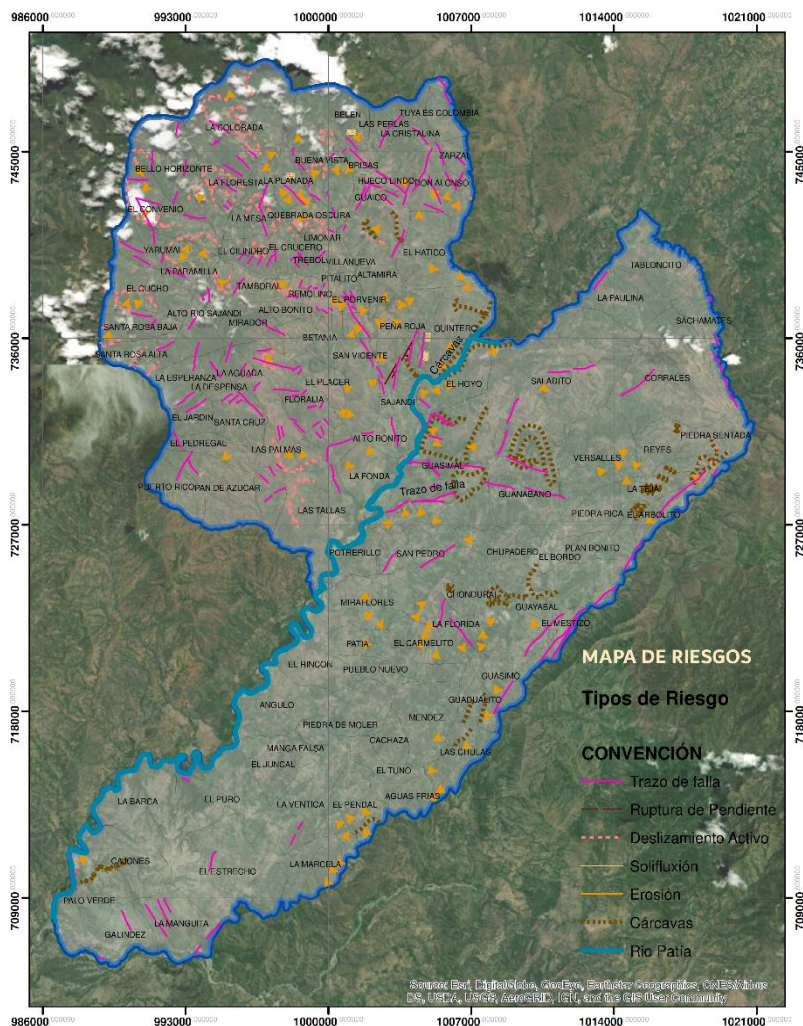 986000 993000 1000000 1007000 1014000 1021000
TUYA ES COLOMBIA
BELEN
LAS PERLAS
LA COLORADA
LA CRISTALINA
745000 745000
ZARZAL
BUENA VISTA
BRISAS
BELLO HORIZONTE
LA FLORESTA
LA PLANADA
HUECO LINDO
DON ALONSO
GUAICO
EL CONVENIO
LA MESA
QUEBRADA OSCURA
LIMONAR
YARUMAL
EL CILINDRO
EL CRUCERO
EL HATICO
TREBOL
VILLANUEVA
LA PARAMILLA
PITALITO
ALTAMIRA
TABLONCITO
EL CUCHO
TAMBORAL
REMOLINO
EL PORVENIR
LA PAULINA
ALTO RIO SAJANDI
ALTO BONITO
SANTA ROSA BAJA
MIRADOR
PEÑA ROJA
QUINTERO
SACHAMATES
BETANIA
736000 736000
SANTA ROSA ALTA
SAN VICENTE
Cárcavas
LA ESPERANZA
LA AGUADA
LA DESPENSA
EL PLACER
EL HOYO
SALADITO
CORRALES
FLORALIA
SAJANDI
EL JARDIN
SANTA CRUZ
EL PEDREGAL
LAS PALMAS
ALTO BONITO
PIEDRA SENTADA
REYES
VERSALLES
GUASIMAL
LA FONDA
PUERTO RICO
PAN DE AZUCAR
Trazo de falla
GUANABANO
LA TEJA
LAS TALLAS
PIEDRA RICA
EL ARBOLITO
727000 727000
POTRERILLO
SAN PEDRO
CHUPADERO
PLAN BONITO
EL BORDO
CHONDURAL
MIRAFLORES
GUAYABAL
LA FLORIDA
EL MESTIZO
PATIA
EL CARMELITO
EL RINCON
PUEBLO NUEVO
GUASIMO
MAPA DE RIESGOS
ANGULO
GUADUALITO
Tipos de Riesgo
718000 718000
PIEDRA DE MOLER
MENDEZ
MANGA FALSA
CACHAZA
LAS CHULAS
EL JUNCAL
EL TUNO
CONVENCIÓN
Trazo de falla
LA BARCA
EL PURO
LA VENTICA
EL PENDAL
AGUAS FRIAS
Ruptura de Pendiente
Deslizamiento Activo
CAJONES
EL ESTRECHO
LA MARCELA
Solifluxión
Erosión
709000 709000
PALO VERDE
LA MANGUITA
Cárcavas
GALINDEZ
Río Patía
Source: Esri, DigitalGlobe, GeoEye, Earthstar Geographics, CNES/Airbus
DS, USDA, USGS, AeroGRID, IGN, and the GIS User Community
986000 993000 1000000 1007000 1014000 1021000